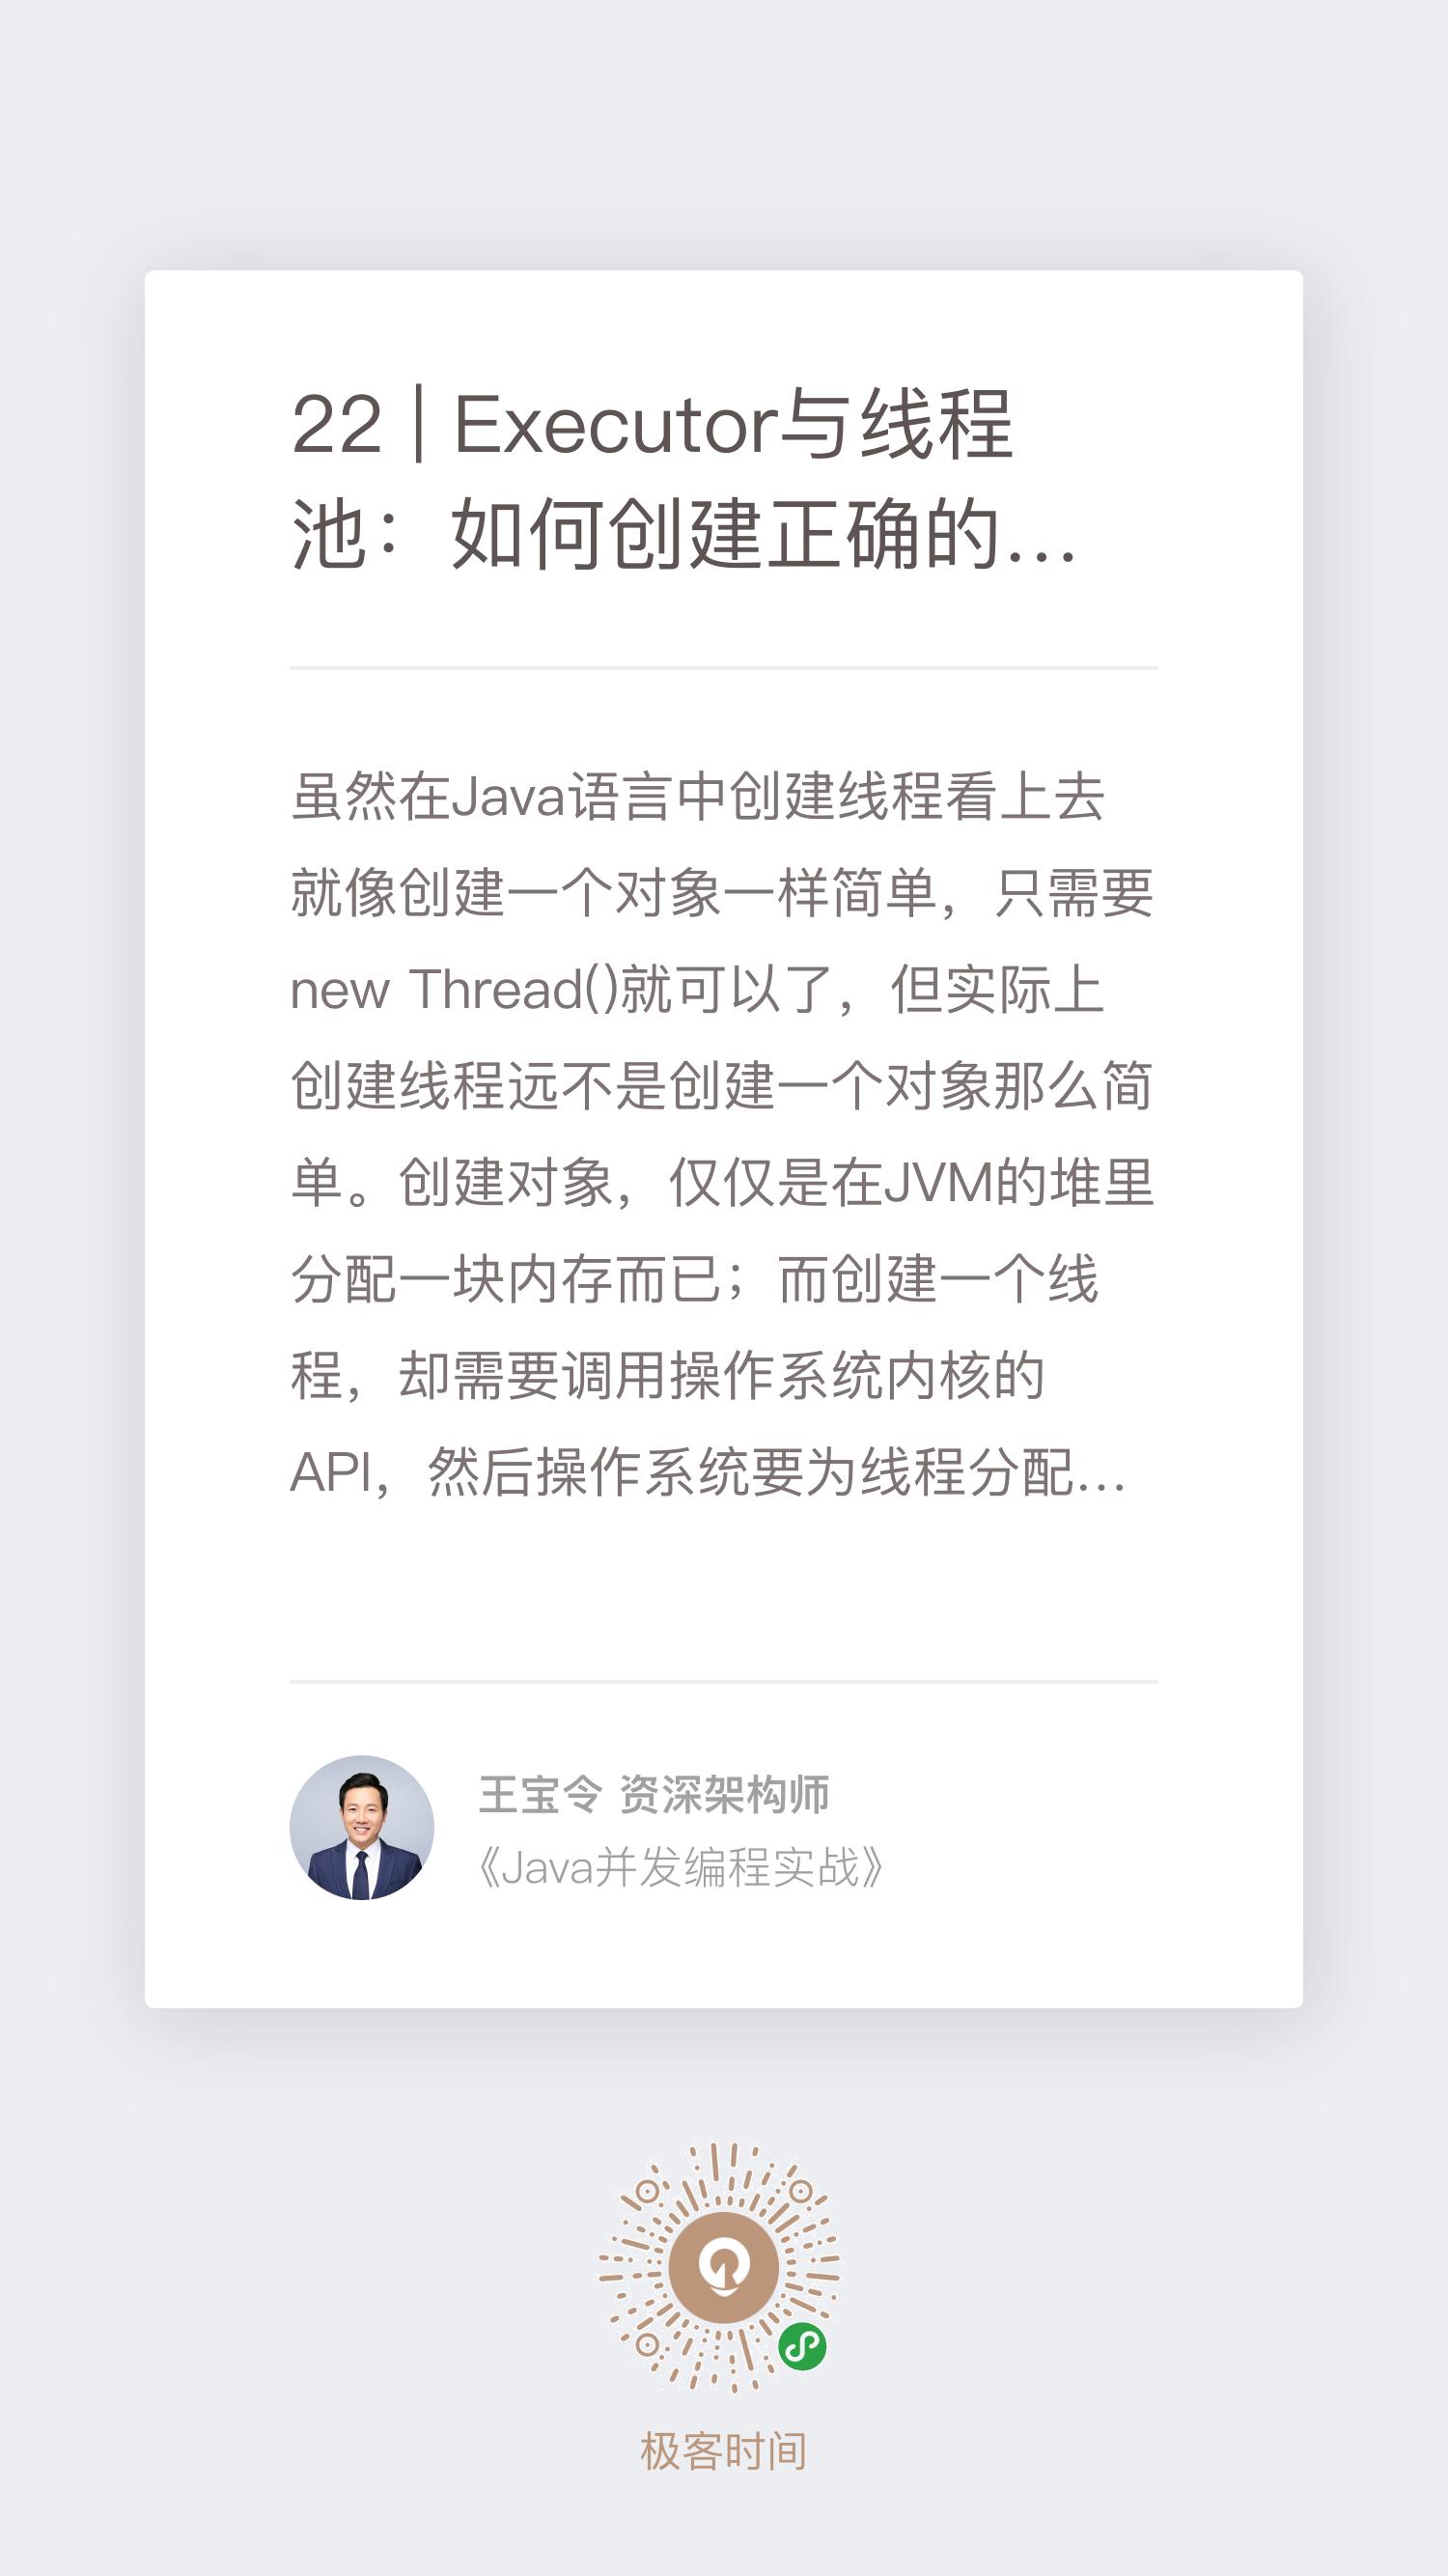 22 | Executor与线程
池：如何创建正确的...
虽然在Java语言中创建线程看上去
就像创建一个对象一样简单，只需要
new Thread()就可以了，但实际上
创建线程远不是创建一个对象那么简
单。创建对象，仅仅是在JVM的堆里
分配一块内存而已；而创建一个线
程，却需要调用操作系统内核的
API，然后操作系统要为线程分配...
王宝令 资深架构师
《Java并发编程实战》
极客时间